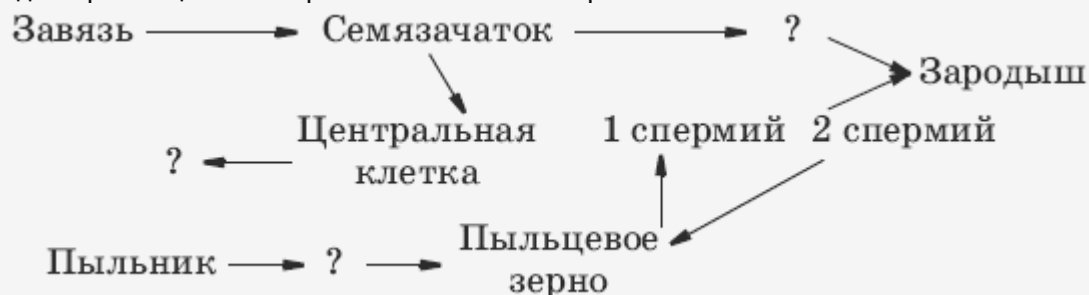 Завязь Семязачаток ?
Зародыш
Центральная 1 спермий 2 спермий
? клетка
Пыльцевое
Пыльник ? зерно